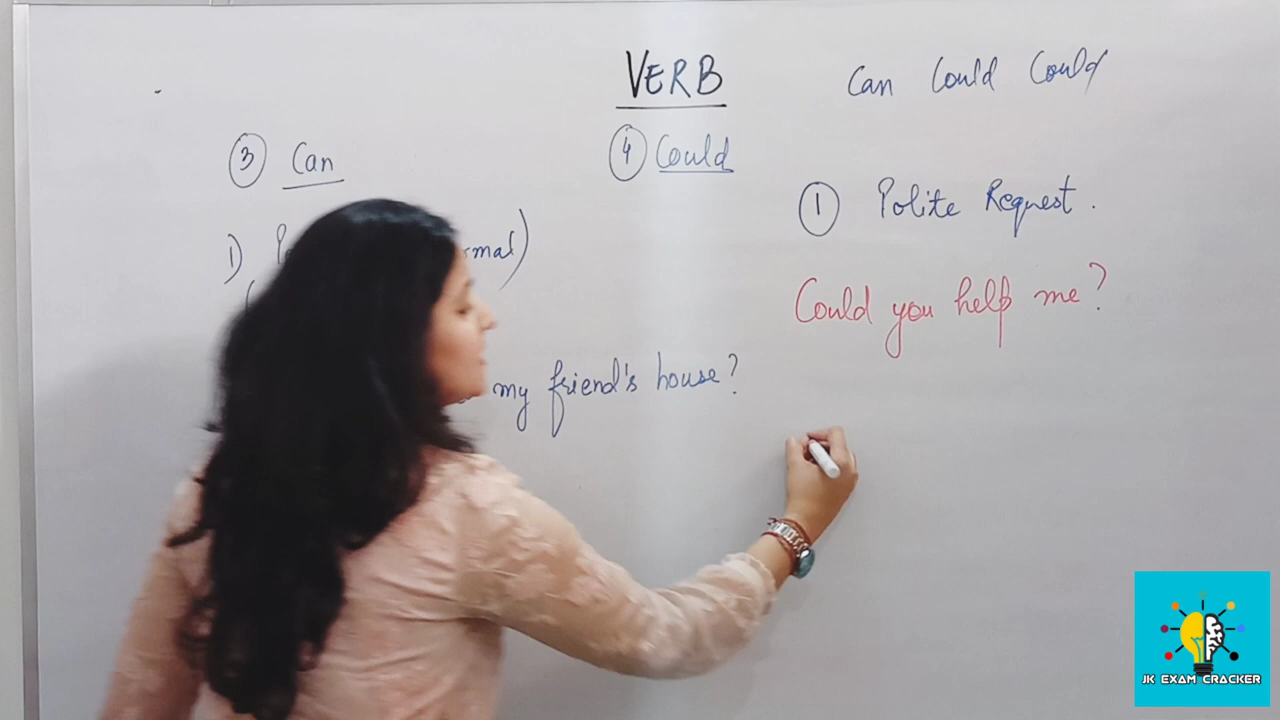 VERB
Can Could Could
3 Can
4 Could
1 Polite Request.
1)
Could you help me?
my friend's house?
JK EXAM CRACKER